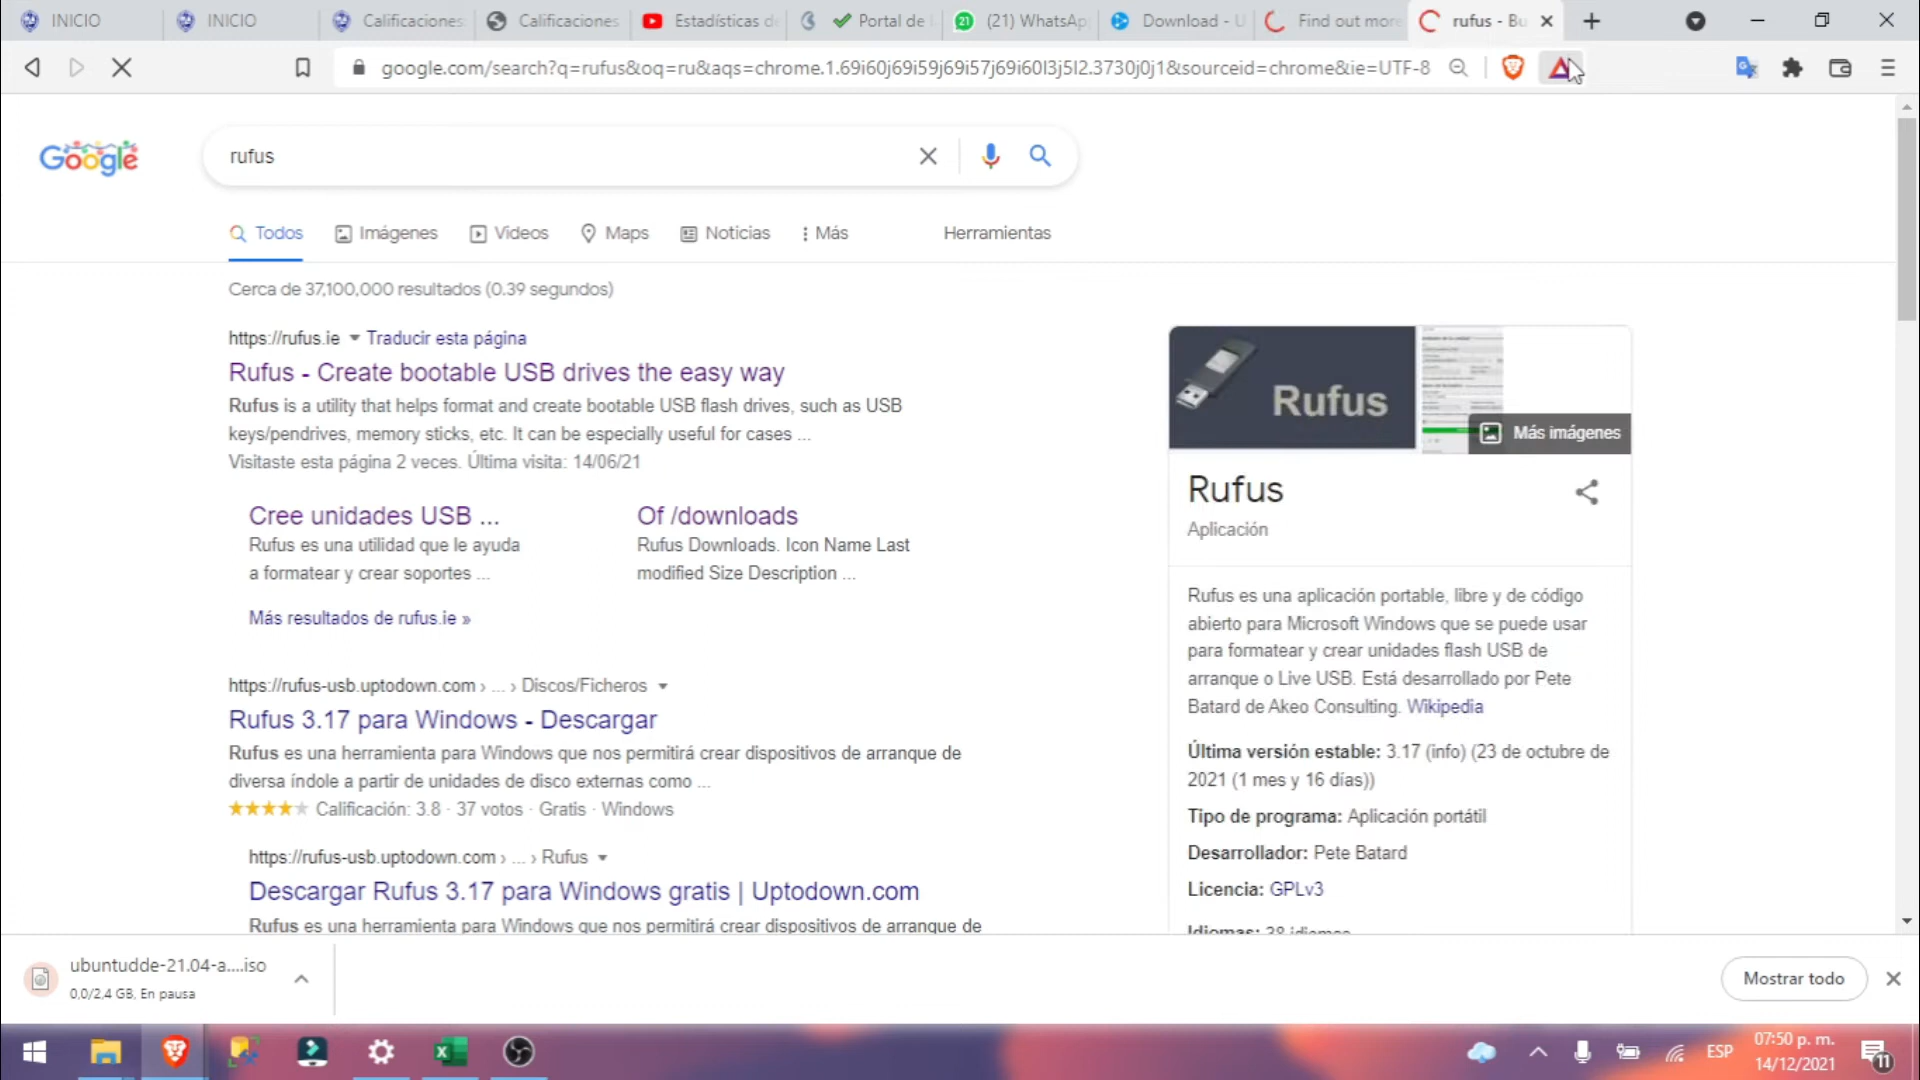 INICIO
INICIO
Calificaciones
Calificaciones
Estadísticas d
Portal de
(21) WhatsAp
Download - U
Find out more
rufus - Bu
google.com/search?q=rufus&oq=ru&aqs=chrome.1.69i60j69i59j69i57j69i60l3j5l2.3730j0j1&sourceid=chrome&ie=UTF-8
Google
rufus
Todos
Imágenes
Videos
Maps
Noticias
Más
Herramientas
Cerca de 37,100,000 resultados (0.39 segundos)
https://rufus.ie Traducir esta página
Rufus - Create bootable USB drives the easy way
Rufus is a utility that helps format and create bootable USB flash drives, such as USB
keys/pendrives, memory sticks, etc. It can be especially useful for cases ...
Visitaste esta página 2 veces. Última visita: 14/06/21
Cree unidades USB ...
Rufus es una utilidad que le ayuda
a formatear y crear soportes ...
Of /downloads
Rufus Downloads. Icon Name Last
modified Size Description ...
Más resultados de rufus.ie »
https://rufus-usb.uptodown.com › ... › Discos/Ficheros
Rufus 3.17 para Windows - Descargar
Rufus es una herramienta para Windows que nos permitirá crear dispositivos de arranque de
diversa índole a partir de unidades de disco externas como ...
Calificación: 3.8 · 37 votos · Gratis · Windows
https://rufus-usb.uptodown.com › ... › Rufus
Descargar Rufus 3.17 para Windows gratis | Uptodown.com
Rufus es una herramienta para Windows que nos permitirá crear dispositivos de arranque de
Rufus
Más imágenes
Rufus
Aplicación
Rufus es una aplicación portable, libre y de código
abierto para Microsoft Windows que se puede usar
para formatear y crear unidades flash USB de
arranque o Live USB. Está desarrollado por Pete
Batard de Akeo Consulting. Wikipedia
Última versión estable: 3.17 (info) (23 de octubre de
2021 (1 mes y 16 días))
Tipo de programa: Aplicación portátil
Desarrollador: Pete Batard
Licencia: GPLv3
Idiomas: 38 idiomas
ubuntudde-21.04-a....iso
0,0/2,4 GB, En pausa
Mostrar todo
ESP
07:50 p. m.
14/12/2021
11